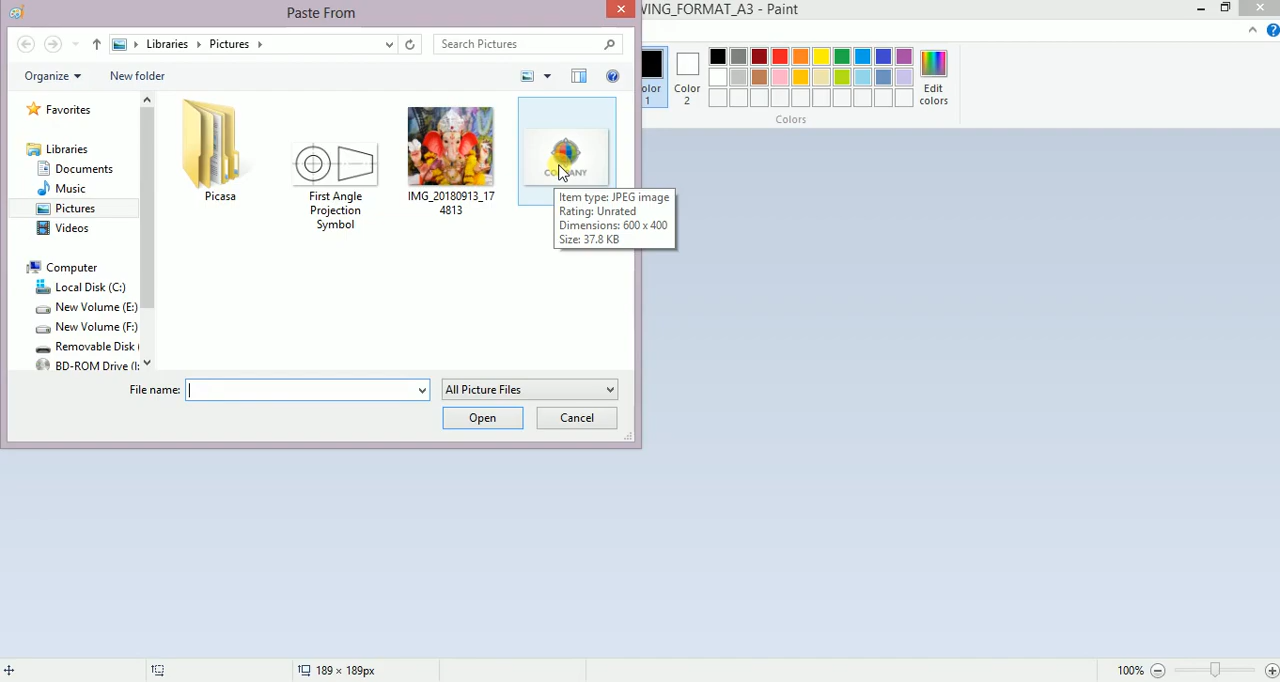 Paste From
WING_FORMAT_A3 - Paint
Libraries
Pictures
Search Pictures
Organize
New folder
Favorites
Libraries
Documents
Music
Pictures
Videos
Computer
Local Disk (C:)
New Volume (E:)
New Volume (F:)
Removable Disk
BD-ROM Drive (I:
Picasa
First Angle
Projection
Symbol
IMG_20180913_17
4813
Item type: JPEG image
Rating: Unrated
Dimensions: 600 x 400
Size: 37.8 KB
File name:
All Picture Files
Open
Cancel
olor
1
Color
2
Edit
colors
Colors
189 × 189px
100%